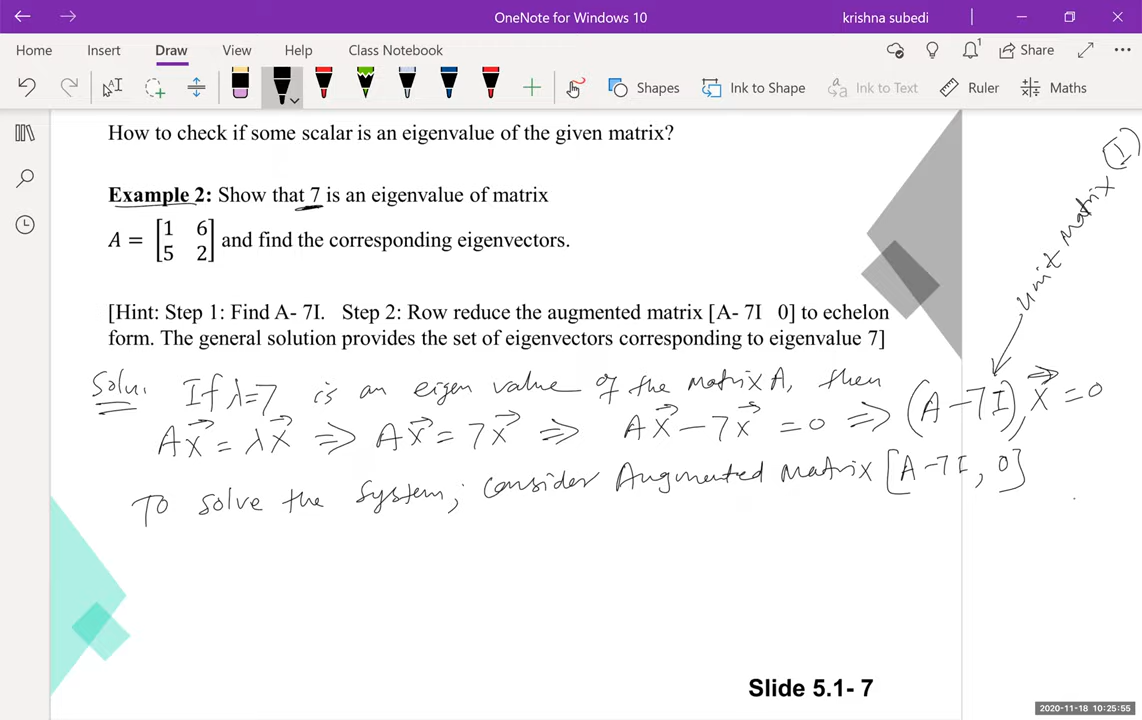 OneNote for Windows 10
krishna subedi
Home Insert Draw View Help Class Notebook
1 Share
Shapes Ink to Shape Ink to Text Ruler Maths
How to check if some scalar is an eigenvalue of the given matrix?
Example 2: Show that 7 is an eigenvalue of matrix
A = [1 6
5 2] and find the corresponding eigenvectors.
[Hint: Step 1: Find A- 7I. Step 2: Row reduce the augmented matrix [A- 7I 0] to echelon
form. The general solution provides the set of eigenvectors corresponding to eigenvalue 7]
unit matrix (I)
Soln. If λ=7 is an eigen value of the matrix A, then
Ax⃗ = λx⃗ ⇒ Ax⃗ = 7x⃗ ⇒ Ax⃗ - 7x⃗ = 0 ⇒ (A - 7I), x⃗ = 0
To solve the system; consider Augmented matrix [A - 7I, 0]
Slide 5.1- 7
2020-11-18 10:25:55